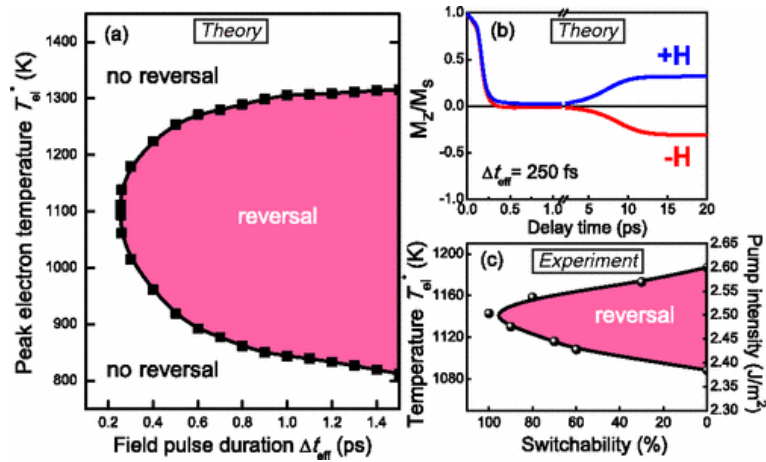 (a)
Theory
no reversal
reversal
no reversal
Peak electron temperature T*el (K)
1400
1300
1200
1100
1000
900
800
0.2 0.4 0.6 0.8 1.0 1.2 1.4
Field pulse duration Δteff (ps)
(b)
Theory
+H
-H
Δteff= 250 fs
MZ/MS
1.0
0.5
0.0
-0.5
-1.0
0.0 0.5 1.0 5 10 15 20
Delay time (ps)
(c)
Experiment
reversal
Temperature T*el (K)
1200
1160
1120
1080
Pump intensity (J/m²)
2.65
2.60
2.55
2.50
2.45
2.40
2.35
2.30
100 80 60 40 20 0
Switchability (%)